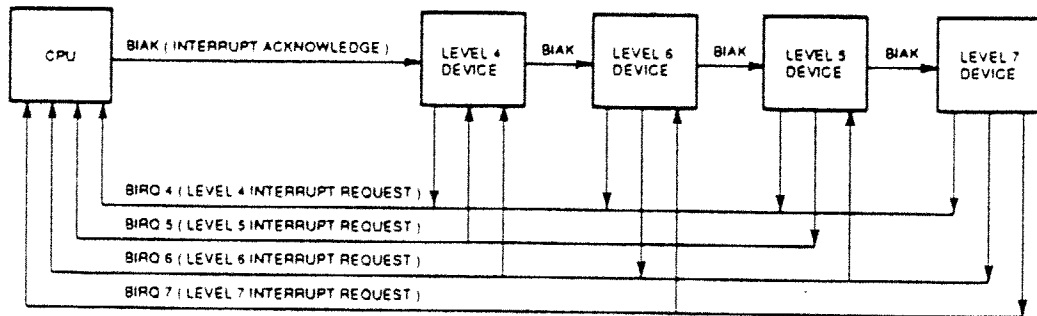 CPU
BIAK ( INTERRUPT ACKNOWLEDGE )
LEVEL 4
DEVICE
BIAK
LEVEL 6
DEVICE
BIAK
LEVEL 5
DEVICE
BIAK
LEVEL 7
DEVICE
BIRQ 4 ( LEVEL 4 INTERRUPT REQUEST )
BIRQ 5 ( LEVEL 5 INTERRUPT REQUEST )
BIRQ 6 ( LEVEL 6 INTERRUPT REQUEST )
BIRQ 7 ( LEVEL 7 INTERRUPT REQUEST )